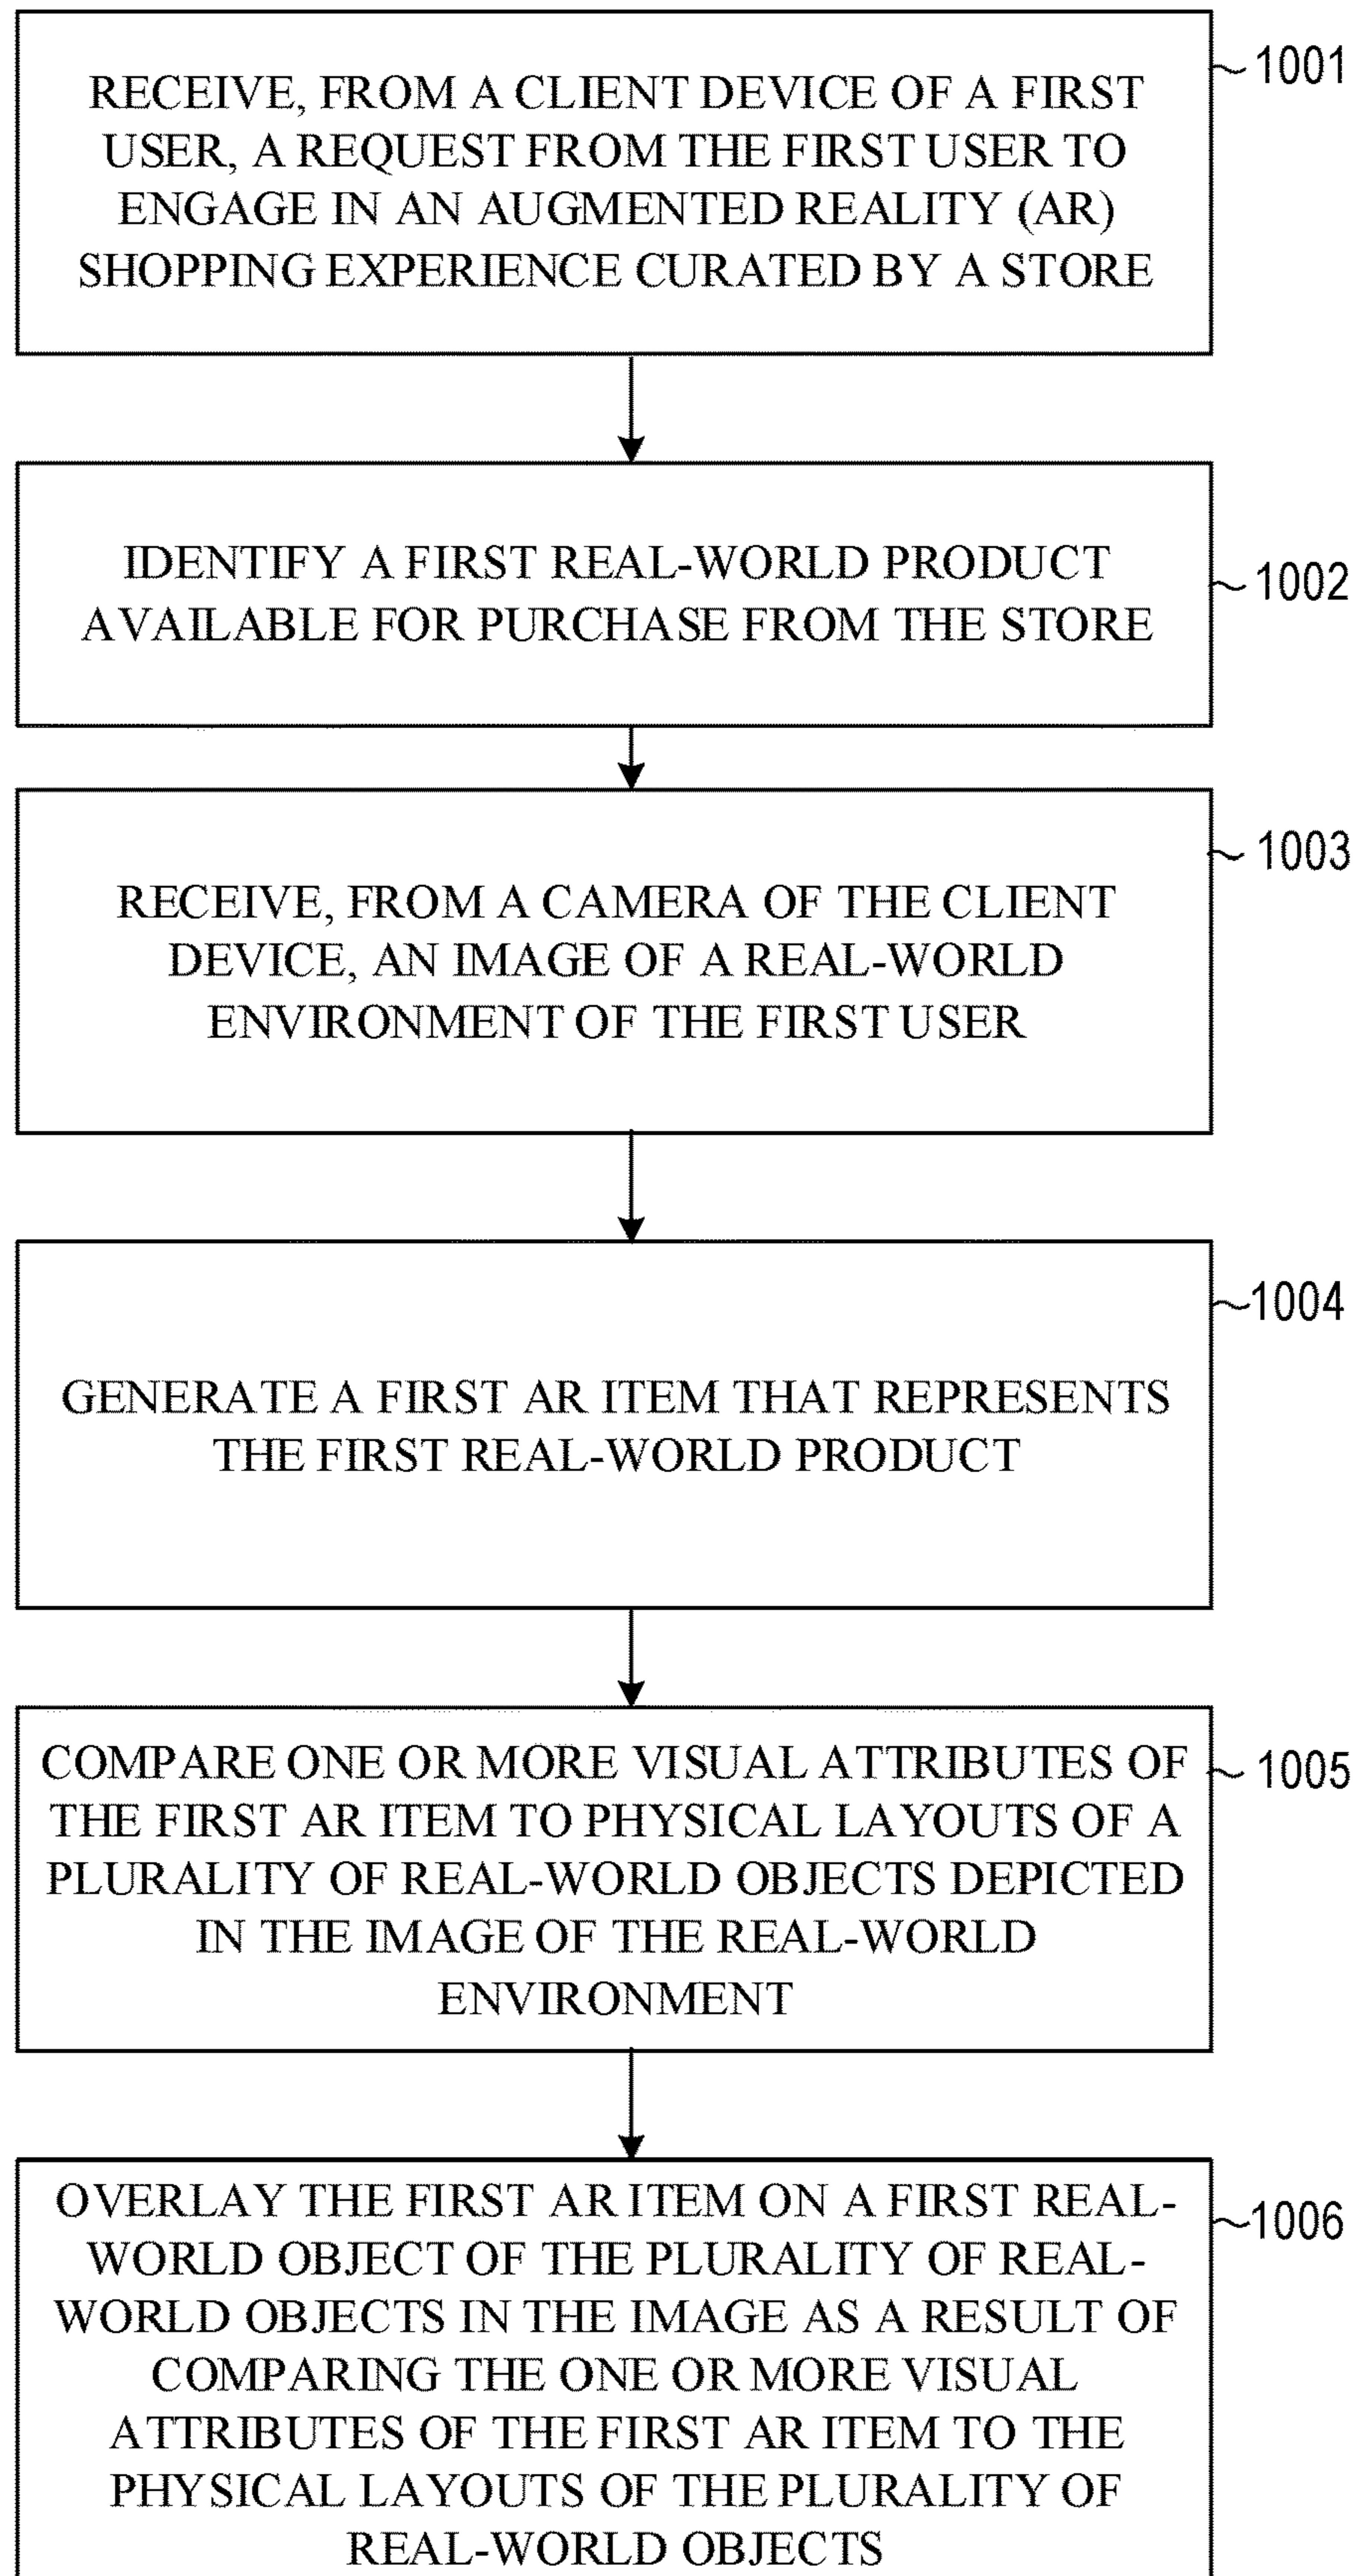 RECEIVE, FROM A CLIENT DEVICE OF A FIRST
USER, A REQUEST FROM THE FIRST USER TO
ENGAGE IN AN AUGMENTED REALITY (AR)
SHOPPING EXPERIENCE CURATED BY A STORE
1001
IDENTIFY A FIRST REAL-WORLD PRODUCT
AVAILABLE FOR PURCHASE FROM THE STORE
1002
RECEIVE, FROM A CAMERA OF THE CLIENT
DEVICE, AN IMAGE OF A REAL-WORLD
ENVIRONMENT OF THE FIRST USER
1003
GENERATE A FIRST AR ITEM THAT REPRESENTS
THE FIRST REAL-WORLD PRODUCT
1004
COMPARE ONE OR MORE VISUAL ATTRIBUTES OF
THE FIRST AR ITEM TO PHYSICAL LAYOUTS OF A
PLURALITY OF REAL-WORLD OBJECTS DEPICTED
IN THE IMAGE OF THE REAL-WORLD
ENVIRONMENT
1005
OVERLAY THE FIRST AR ITEM ON A FIRST REAL-
WORLD OBJECT OF THE PLURALITY OF REAL-
WORLD OBJECTS IN THE IMAGE AS A RESULT OF
COMPARING THE ONE OR MORE VISUAL
ATTRIBUTES OF THE FIRST AR ITEM TO THE
PHYSICAL LAYOUTS OF THE PLURALITY OF
REAL-WORLD OBJECTS
1006